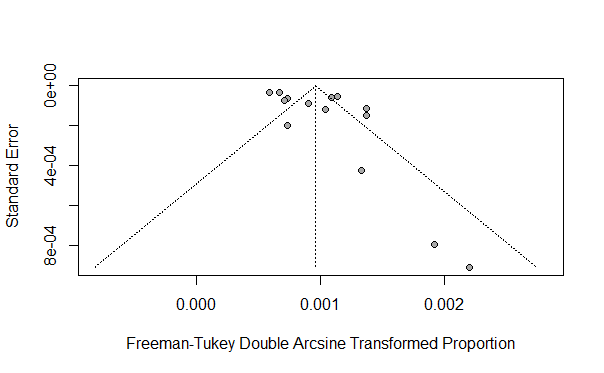 0e+00
4e-04
8e-04
Standard Error
0.000 0.001 0.002
Freeman-Tukey Double Arcsine Transformed Proportion